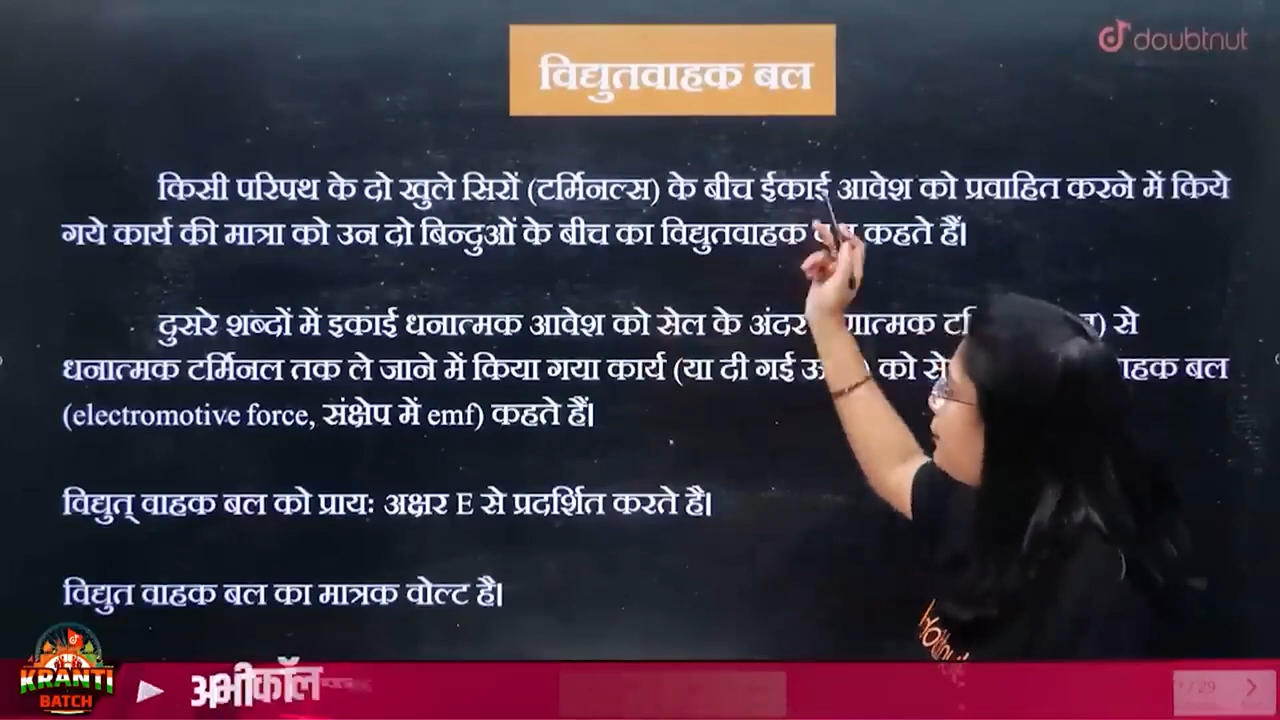 doubtnut
विद्युतवाहक बल
किसी परिपथ के दो खुले सिरों (टर्मिनल्स) के बीच ईकाई आवेश को प्रवाहित करने में किये
गये कार्य की मात्रा को उन दो बिन्दुओं के बीच का विद्युतवाहक कहते हैं।
दुसरे शब्दों में इकाई धनात्मक आवेश को सेल के अंदर से
धनात्मक टर्मिनल तक ले जाने में किया गया कार्य (या दी गई को
(electromotive force, संक्षेप में emf) कहते हैं।
विद्युत् वाहक बल को प्रायः अक्षर E से प्रदर्शित करते है।
विद्युत वाहक बल का मात्रक वोल्ट है।
KRANTI
BATCH
अभी कॉल